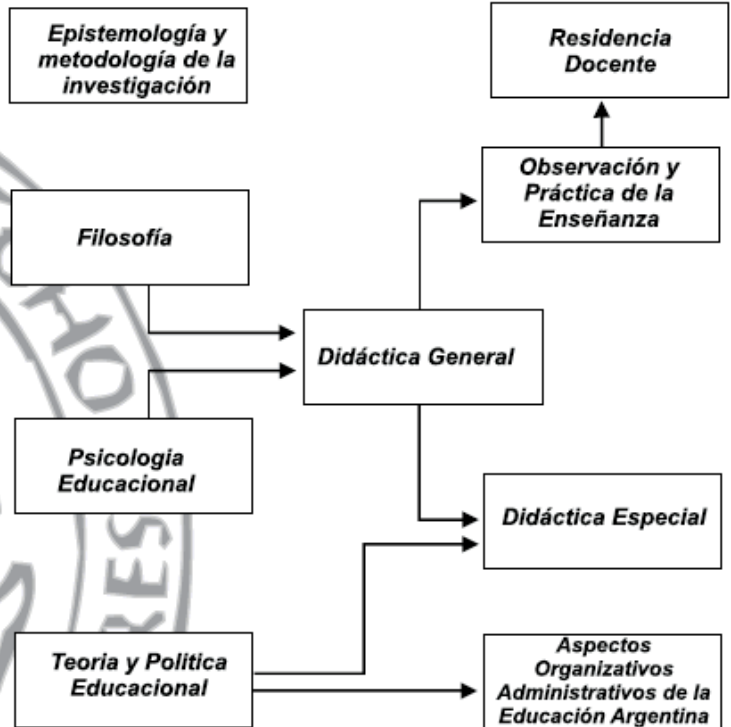 Epistemología y
metodología de la
investigación
Residencia
Docente
Observación y
Práctica de la
Enseñanza
Filosofía
Didáctica General
Psicologia
Educacional
Didáctica Especial
Teoria y Politica
Educacional
Aspectos
Organizativos
Administrativos de la
Educación Argentina